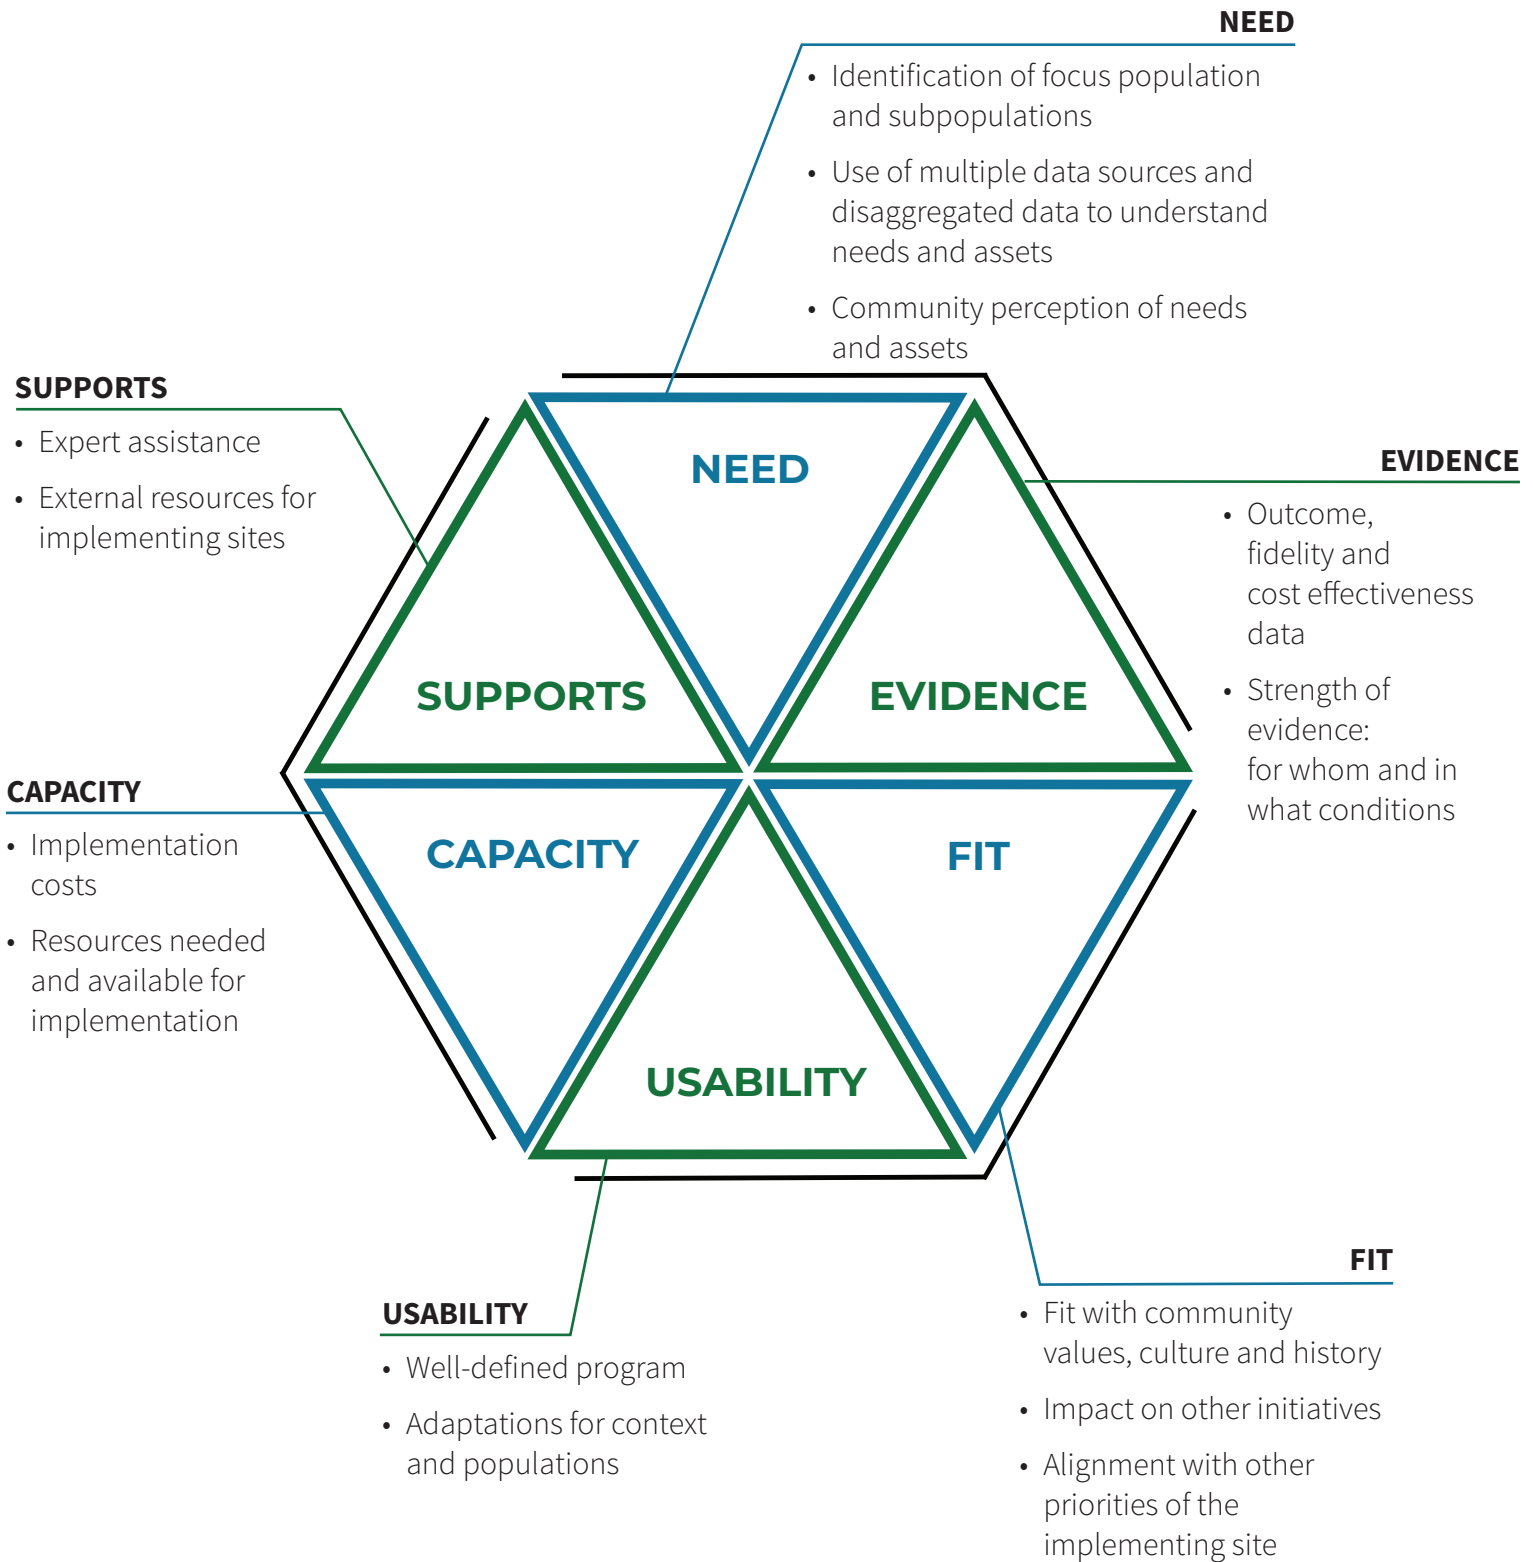 NEED
• Identification of focus population
and subpopulations
• Use of multiple data sources and
disaggregated data to understand
needs and assets
• Community perception of needs
and assets
SUPPORTS
• Expert assistance
• External resources for
implementing sites
EVIDENCE
• Outcome,
fidelity and
cost effectiveness
data
• Strength of
evidence:
for whom and in
what conditions
NEED
SUPPORTS
EVIDENCE
CAPACITY
FIT
USABILITY
CAPACITY
• Implementation
costs
• Resources needed
and available for
implementation
USABILITY
• Well-defined program
• Adaptations for context
and populations
FIT
• Fit with community
values, culture and history
• Impact on other initiatives
• Alignment with other
priorities of the
implementing site